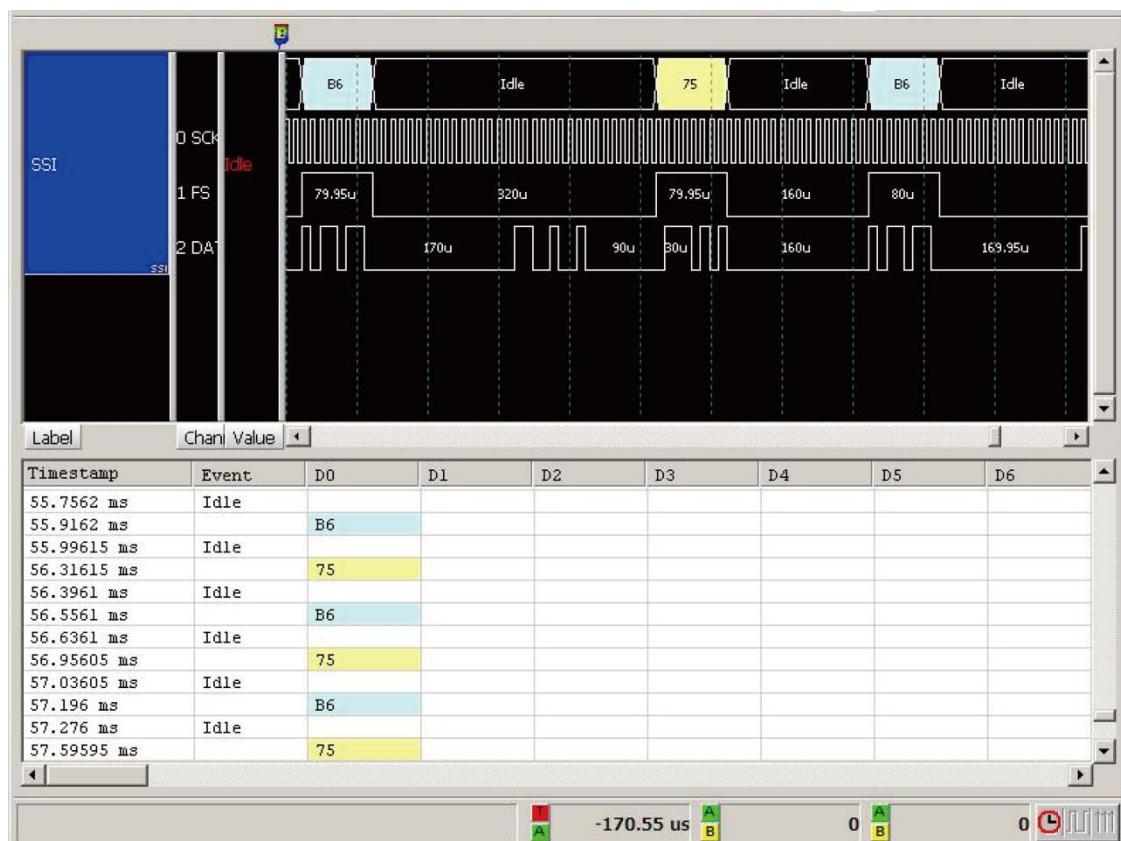 B6 Idle 75 Idle B6 Idle
0 SCK
SSI Idle
1 FS 79.95u 320u 79.95u 160u 80u
2 DAT 170u 90u 30u 160u 169.95u
SSI
Label Chan Value
Timestamp Event D0 D1 D2 D3 D4 D5 D6
55.7562 ms Idle
55.9162 ms B6
55.99615 ms Idle
56.31615 ms 75
56.3961 ms Idle
56.5561 ms B6
56.6361 ms Idle
56.95605 ms 75
57.03605 ms Idle
57.196 ms B6
57.276 ms Idle
57.59595 ms 75
T A -170.55 us A B 0 A B 0